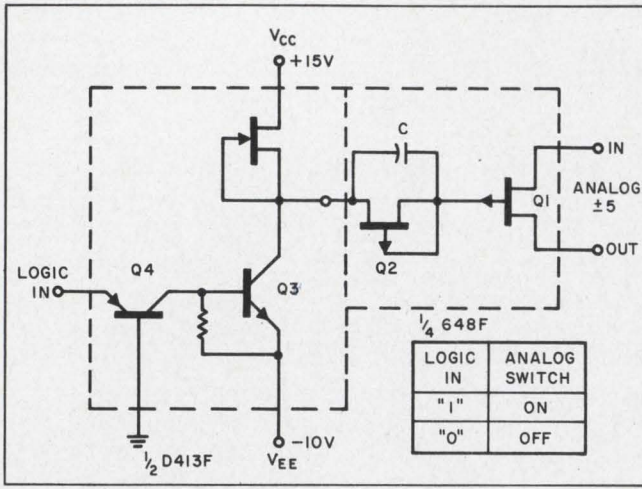 VCC
+15V
C
IN
Q1
ANALOG
±5
OUT
Q2
LOGIC
IN
Q4
Q3
1/4 648F
LOGIC IN ANALOG SWITCH
"1" ON
"0" OFF
1/2 D413F
-10V
VEE